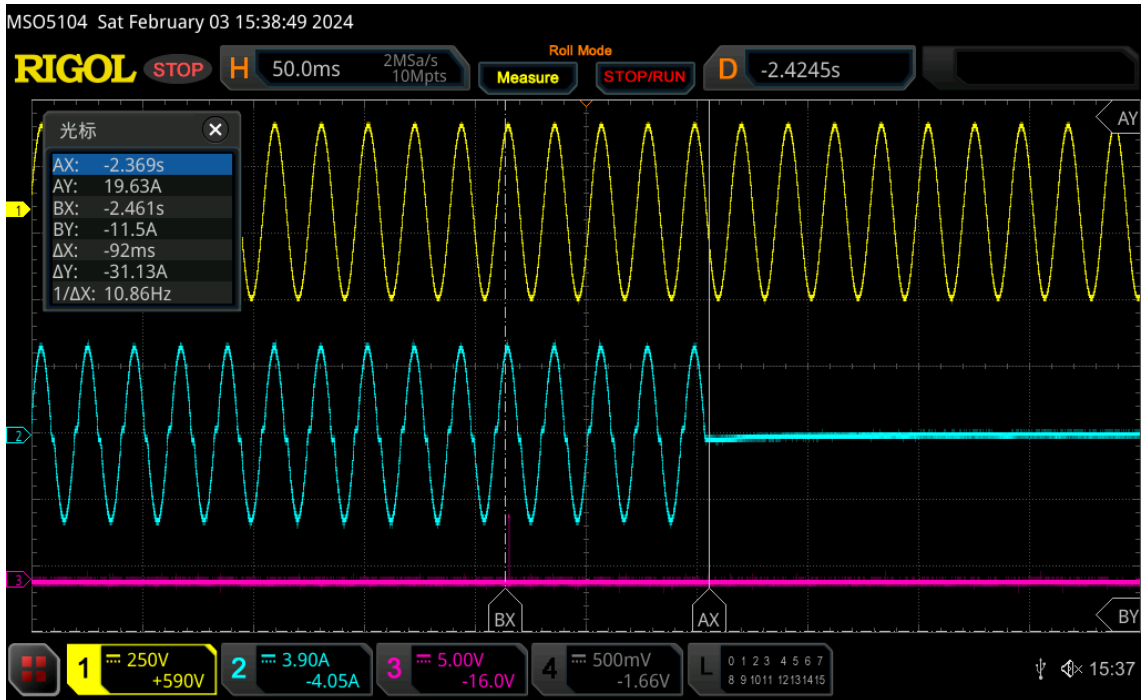 MSO5104 Sat February 03 15:38:49 2024
RIGOL STOP H 50.0ms 2MSa/s 10Mpts Roll Mode Measure STOP/RUN D -2.4245s
光标
AX: -2.369s
AY: 19.63A
BX: -2.461s
BY: -11.5A
ΔX: -92ms
ΔY: -31.13A
1/ΔX: 10.86Hz
AY
1
2
3
BX AX BY
1 250V +590V
2 3.90A -4.05A
3 5.00V -16.0V
4 500mV -1.66V
L 0 1 2 3 4 5 6 7
8 9 10 11 12 13 14 15
15:37